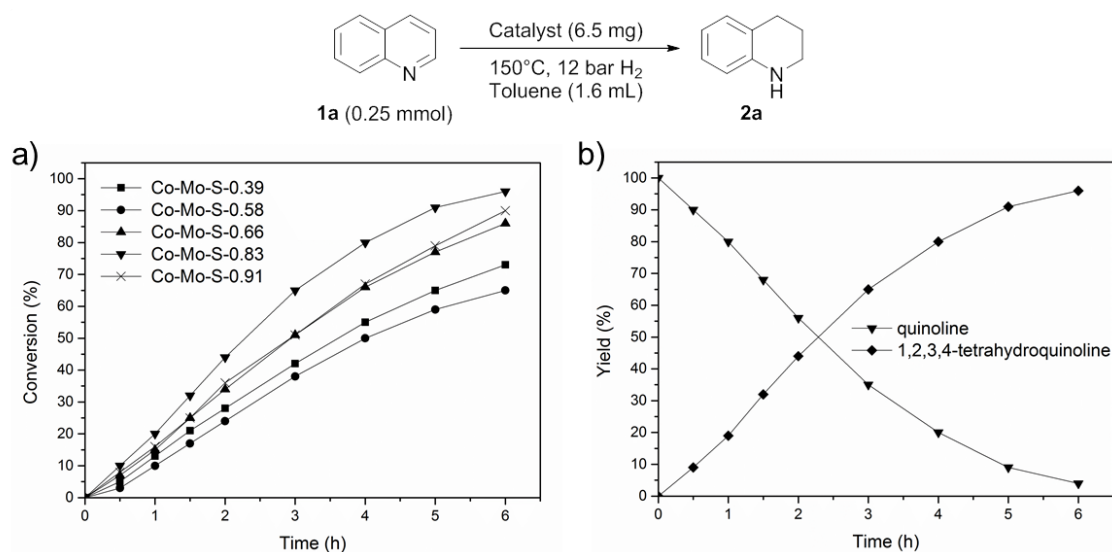 Catalyst (6.5 mg)
150°C, 12 bar H2
Toluene (1.6 mL)
N
N
H
1a (0.25 mmol)
2a
a)
Co-Mo-S-0.39
Co-Mo-S-0.58
Co-Mo-S-0.66
Co-Mo-S-0.83
Co-Mo-S-0.91
100
90
80
70
60
50
40
30
20
10
0
Conversion (%)
0 1 2 3 4 5 6
Time (h)
b)
quinoline
1,2,3,4-tetrahydroquinoline
100
90
80
70
60
50
40
30
20
10
0
Yield (%)
0 1 2 3 4 5 6
Time (h)